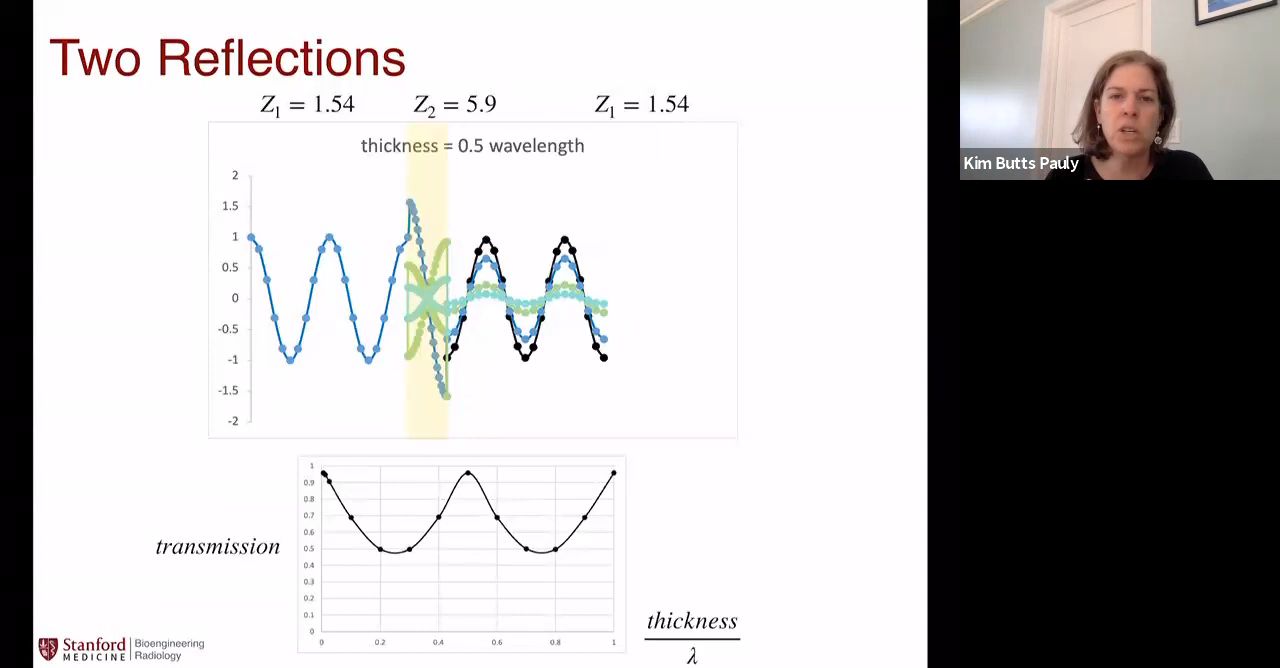 Two Reflections
Z1 = 1.54 Z2 = 5.9 Z1 = 1.54
thickness = 0.5 wavelength
2
1.5
1
0.5
0
-0.5
-1
-1.5
-2
1
0.9
0.8
0.7
0.6
0.5
0.4
0.3
0.2
0.1
0
0 0.2 0.4 0.6 0.8 1
transmission
thickness
λ
Stanford
MEDICINE
Bioengineering
Radiology
Kim Butts Pauly